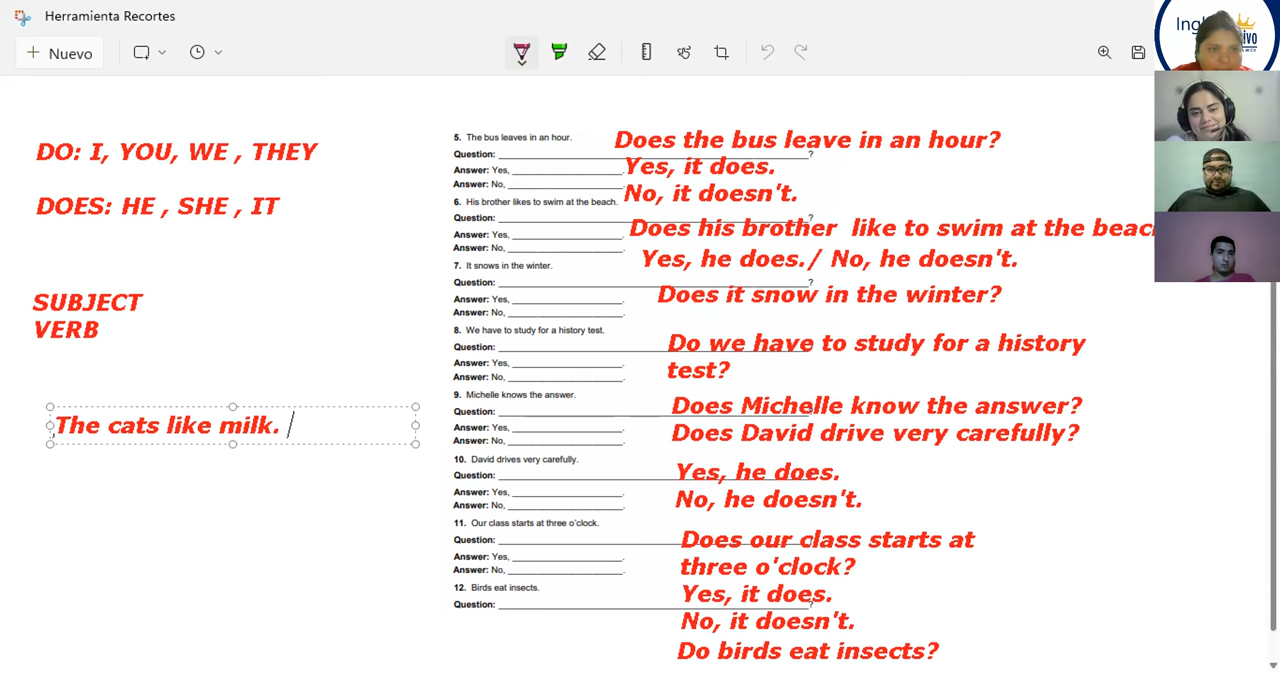 Herramienta Recortes
Nuevo
DO: I, YOU, WE , THEY
DOES: HE , SHE , IT
SUBJECT
VERB
,The cats like milk. /
5. The bus leaves in an hour.
Question: ?
Answer: Yes, .
Answer: No, .
6. His brother likes to swim at the beach.
Question: ?
Answer: Yes, .
Answer: No, .
7. It snows in the winter.
Question: ?
Answer: Yes, .
Answer: No, .
8. We have to study for a history test.
Question:
Answer: Yes, .
Answer: No, .
9. Michelle knows the answer.
Question: ?
Answer: Yes, .
Answer: No, .
10. David drives very carefully.
Question: ?
Answer: Yes, .
Answer: No, .
11. Our class starts at three o'clock.
Question:
Answer: Yes, .
Answer: No, .
12. Birds eat insects.
Question: ?
Does the bus leave in an hour?
Yes, it does.
No, it doesn't.
Does his brother like to swim at the
Yes, he does./ No, he doesn't.
Does it snow in the winter?
Do we have to study for a history
test?
Does Michelle know the answer?
Does David drive very carefully?
Yes, he does.
No, he doesn't.
Does our class starts at
three o'clock?
Yes, it does.
No, it doesn't.
Do birds eat insects?